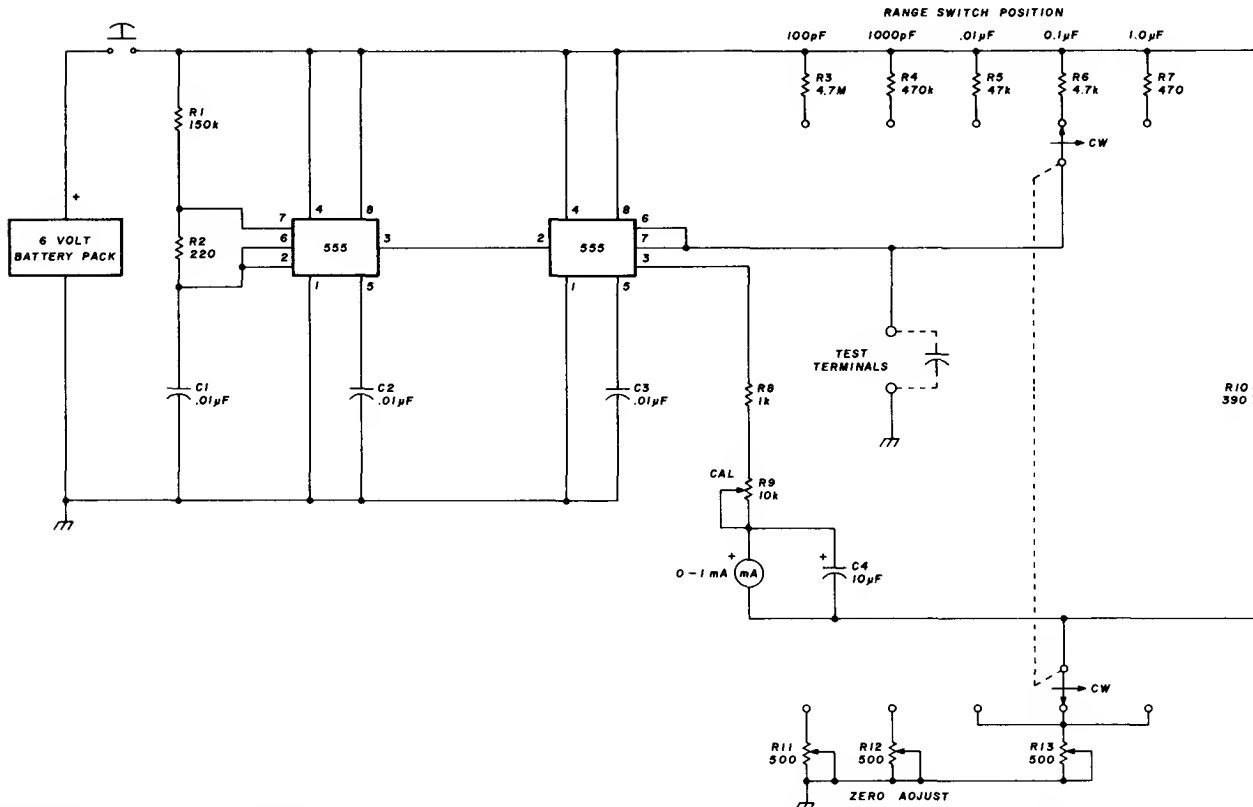 RANGE SWITCH POSITION
100pF 1000pF .01µF 0.1µF 1.0µF
R3
4.7M
R4
470k
R5
47k
R6
4.7k
R7
470
CW
R1
150k
+
6 VOLT
BATTERY PACK
R2
220
7
6
2
4
8
555
3
1
5
2
4
8
555
6
7
3
1
5
C1
.01µF
C2
.01µF
C3
.01µF
R8
1k
TEST
TERMINALS
R10
390
CAL
R9
10k
+
0-1 mA
mA
+
C4
10µF
CW
R11
500
R12
500
R13
500
ZERO ADJUST